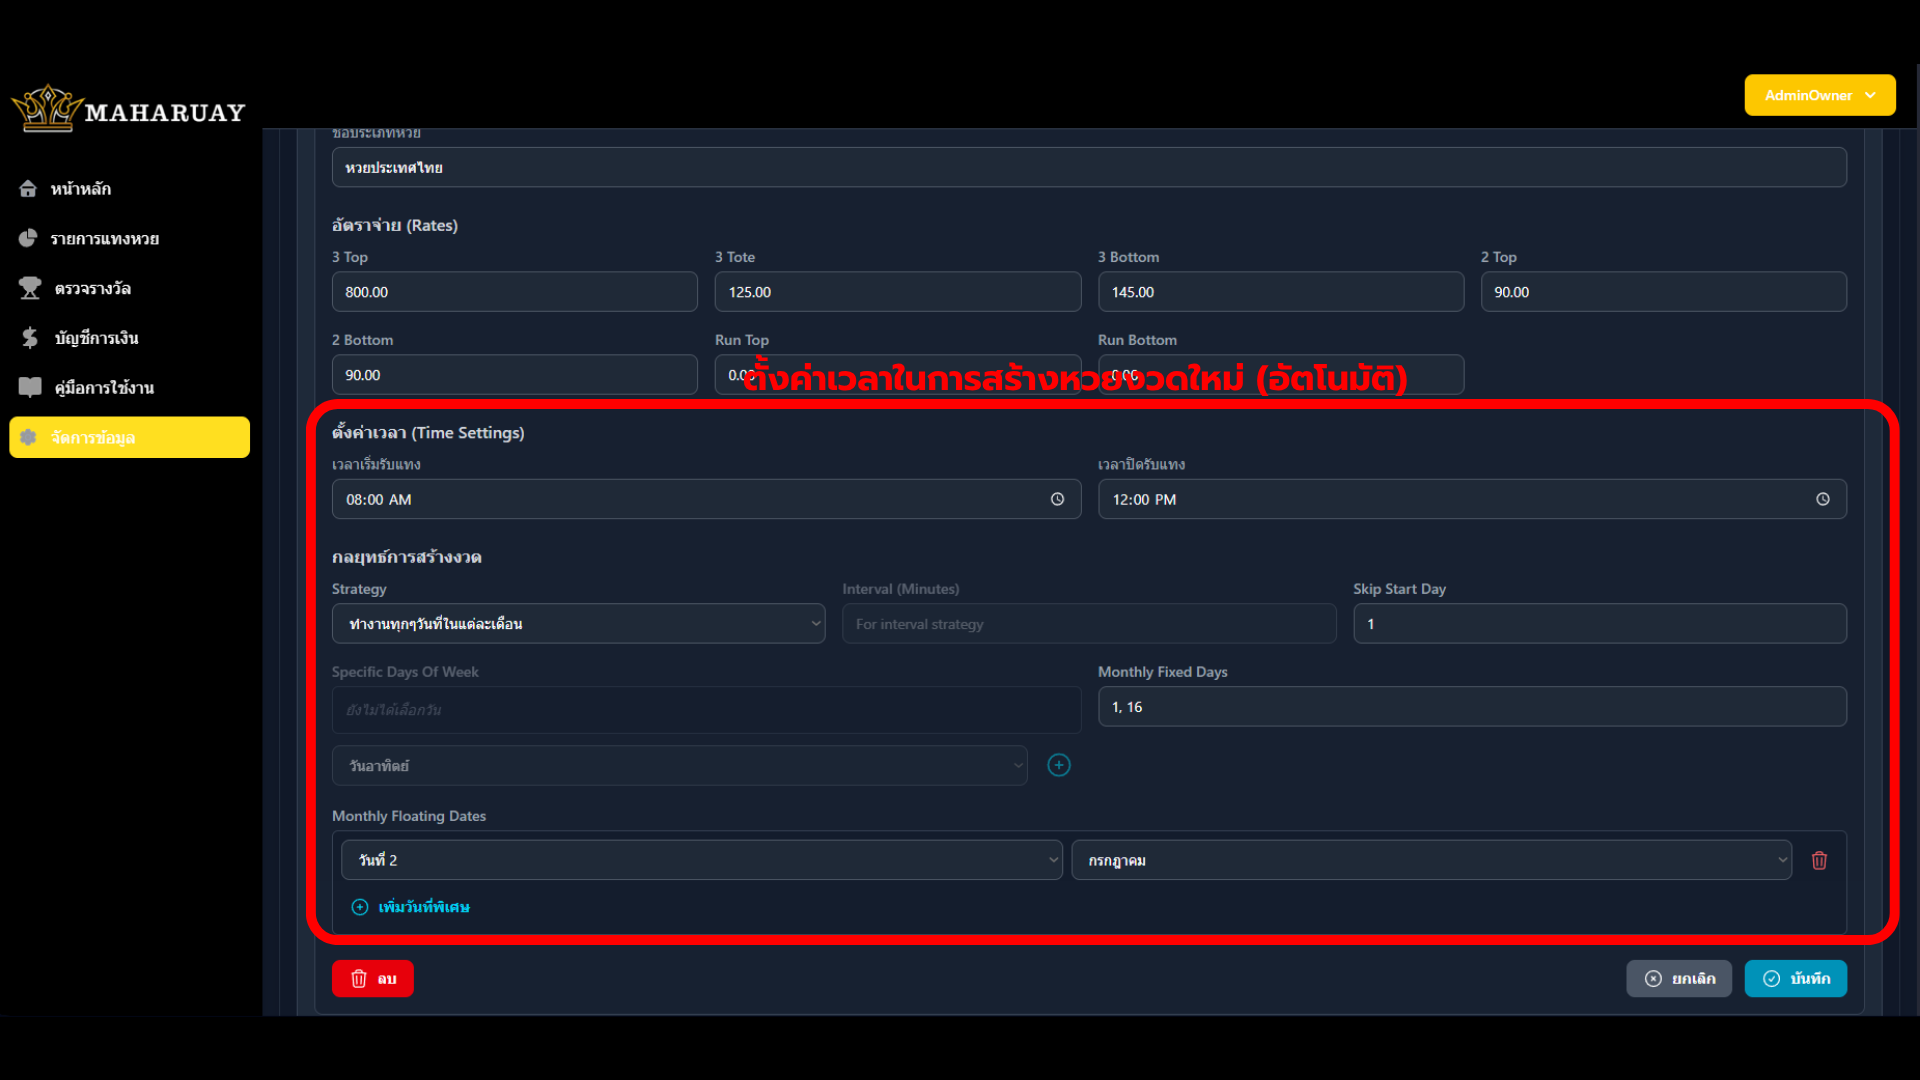 MAHARUAY
AdminOwner
หน้าหลัก
รายการแทงหวย
ตรวจรางวัล
บัญชีการเงิน
คู่มือการใช้งาน
จัดการข้อมูล
ชื่อประเภทหวย
หวยประเทศไทย
อัตราจ่าย (Rates)
3 Top
3 Tote
3 Bottom
2 Top
800.00
125.00
145.00
90.00
2 Bottom
Run Top
Run Bottom
90.00
0.00
0.00
ตั้งค่าเวลาในการสร้างหวยงวดใหม่ (อัตโนมัติ)
ตั้งค่าเวลา (Time Settings)
เวลาเริ่มรับแทง
เวลาปิดรับแทง
08:00 AM
12:00 PM
กลยุทธ์การสร้างงวด
Strategy
Interval (Minutes)
Skip Start Day
ทำงานทุกๆวันที่ในแต่ละเดือน
For interval strategy
1
Specific Days Of Week
Monthly Fixed Days
ยังไม่ได้เลือกวัน
1, 16
วันอาทิตย์
Monthly Floating Dates
วันที่ 2
กรกฎาคม
เพิ่มวันที่พิเศษ
ลบ
ยกเลิก
บันทึก